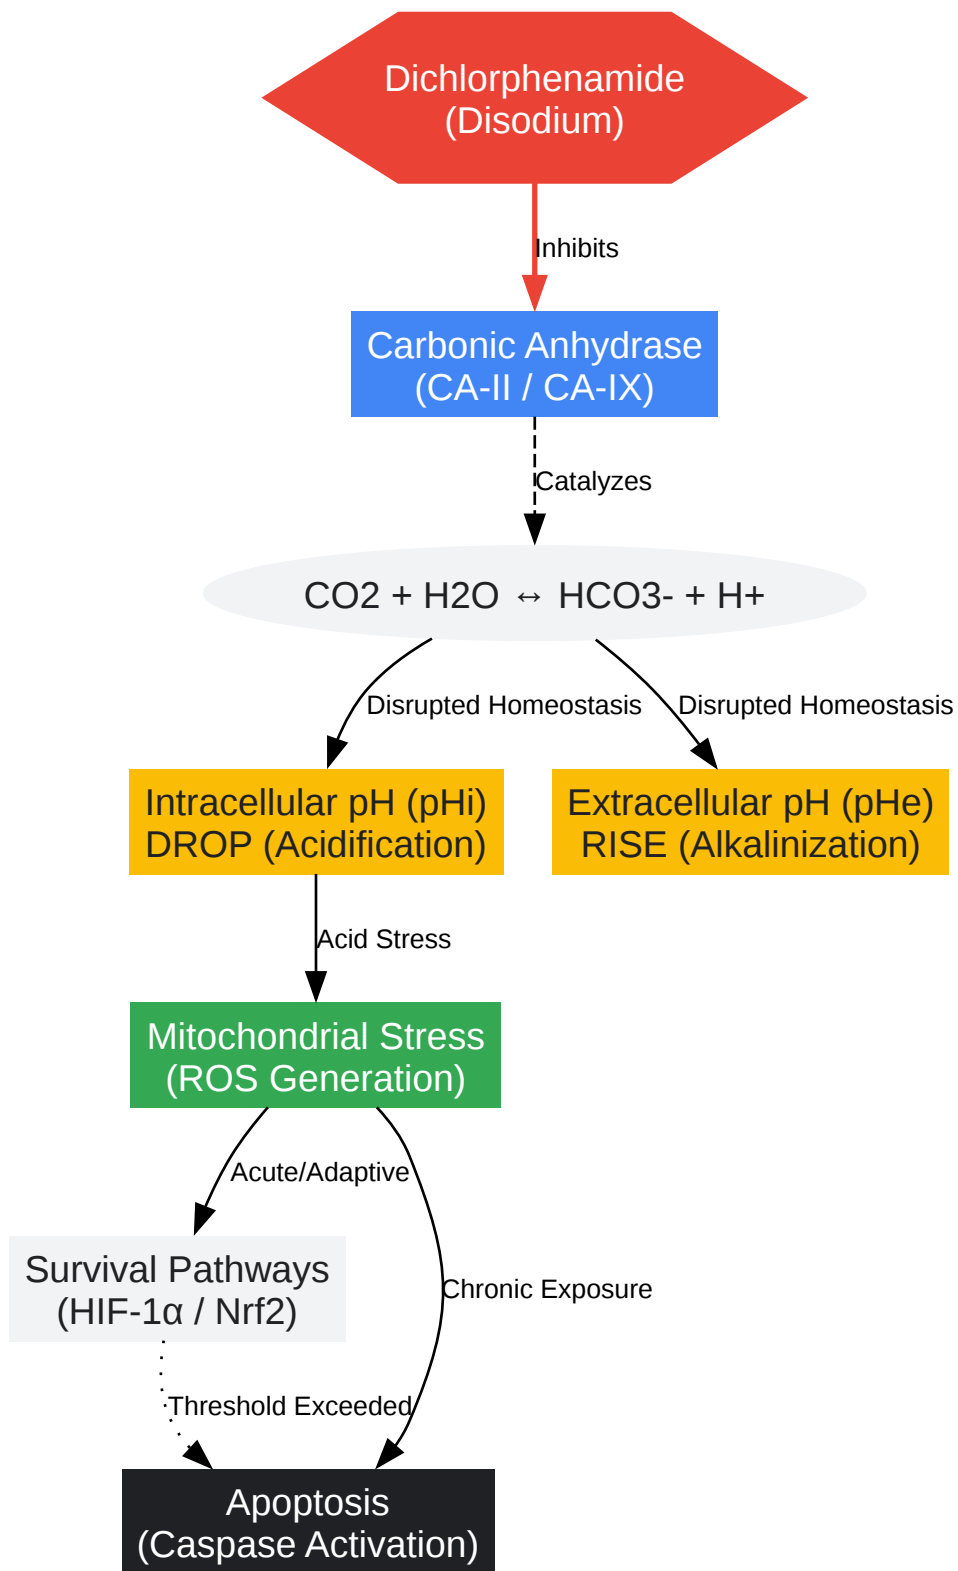 Dichlorphenamide
(Disodium)
Inhibits
Carbonic Anhydrase
(CA-II / CA-IX)
Catalyzes
CO2 + H2O ↔ HCO3- + H+
Disrupted Homeostasis
Disrupted Homeostasis
Intracellular pH (pHi)
DROP (Acidification)
Extracellular pH (pHe)
RISE (Alkalinization)
Acid Stress
Mitochondrial Stress
(ROS Generation)
Acute/Adaptive
Survival Pathways
(HIF-1α / Nrf2)
Chronic Exposure
Threshold Exceeded
Apoptosis
(Caspase Activation)